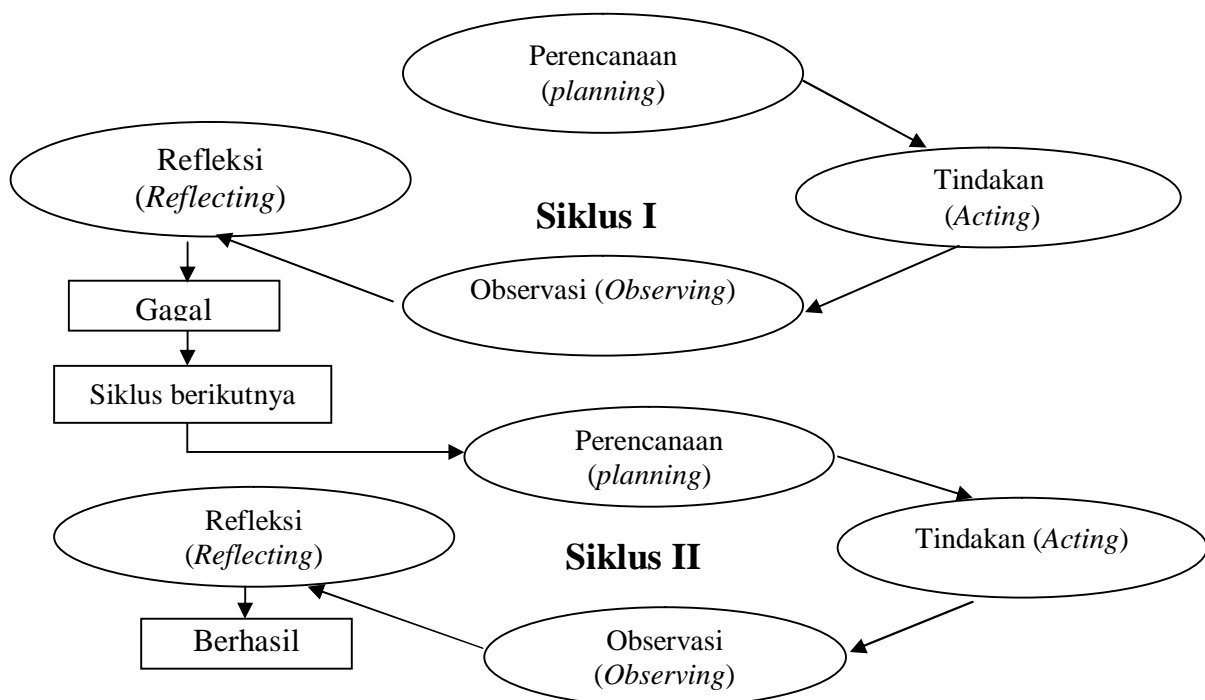 Perencanaan
(planning)
Refleksi
(Reflecting)
Tindakan
(Acting)
Siklus I
Observasi (Observing)
Gagal
Siklus berikutnya
Perencanaan
(planning)
Refleksi
(Reflecting)
Siklus II
Tindakan (Acting)
Berhasil
Observasi
(Observing)